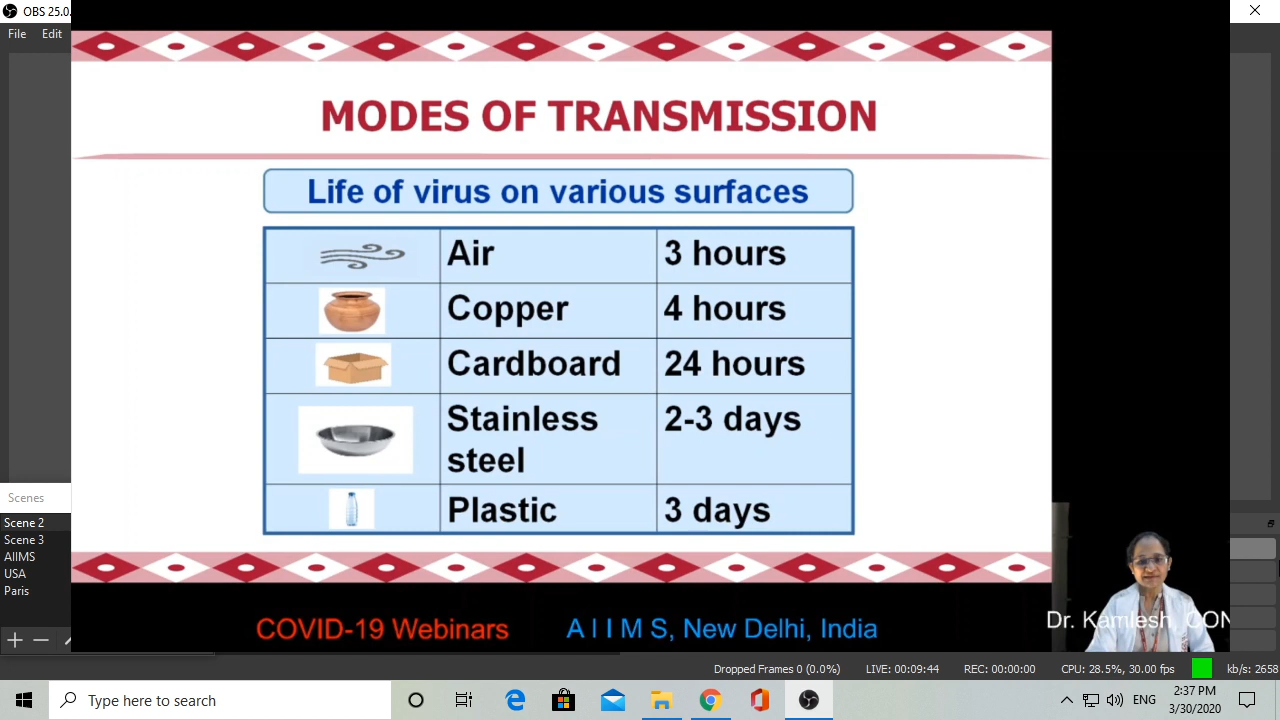 OBS 25.0.
File Edit
MODES OF TRANSMISSION
Life of virus on various surfaces
Air 3 hours
Copper 4 hours
Cardboard 24 hours
Stainless 2-3 days
steel
Plastic 3 days
Scenes
Scene 2
Scene 3
AIIMS
USA
Paris
COVID-19 Webinars A I I M S, New Delhi, India
Dr. Kamlesh, CON
Dropped Frames 0 (0.0%) LIVE: 00:09:44 REC: 00:00:00 CPU: 28.5%, 30.00 fps kb/s: 2658
Type here to search
ENG
2:37 PM
3/30/2020